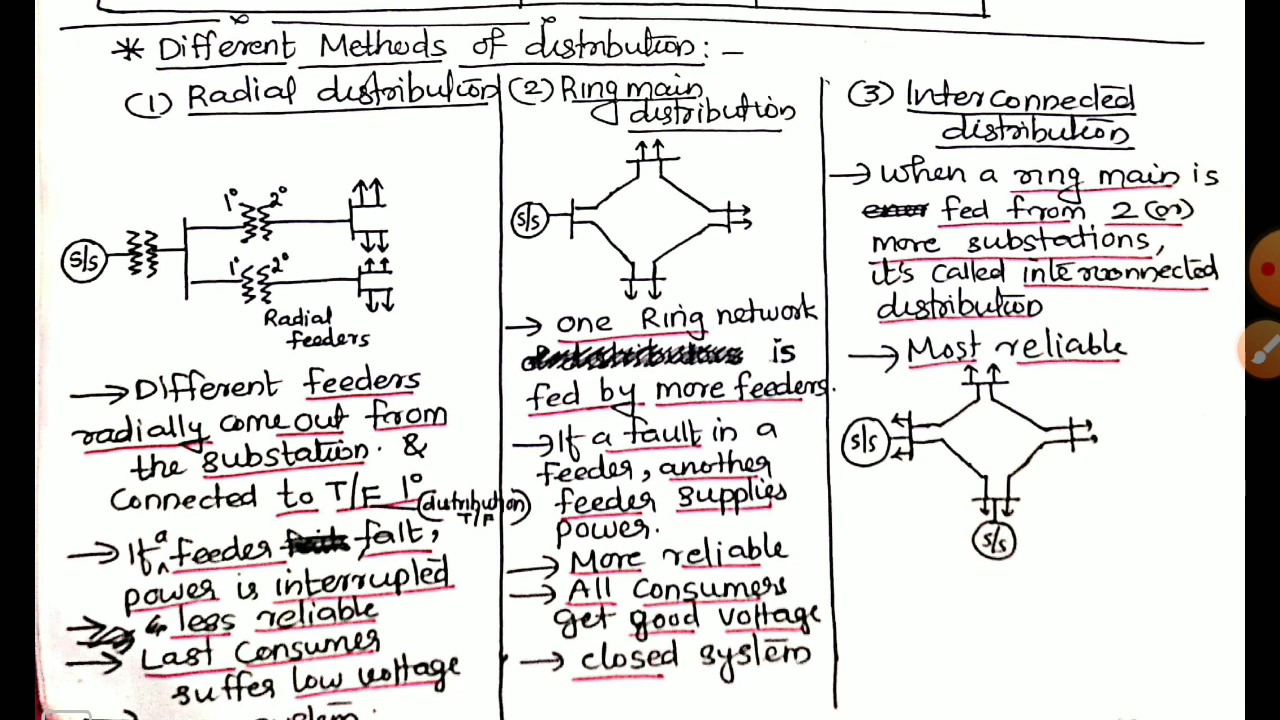 * Different Methods of distribution: -
(1) Radial distribution
S/S
1° 2°
1° 2°
Radial
feeders
→ Different feeders
radially come out from
the substation. &
connected to T/F 1°
(distribution)
T/F
→ If a feeder falt,
power is interrupted
→ less reliable
→ Last consumer
suffer low voltage
system.
(2) Ring main
distribution
S/S
→ one Ring network
is
fed by more feeders.
→ If a fault in a
feeder, another
feeder supplies
power.
→ More reliable
→ All consumers
get good voltage
→ closed system
(3) Interconnected
distribution
→ when a ring main is
fed from 2 (or)
more substations,
it's called interconnected
distribution
→ Most reliable
S/S
S/S